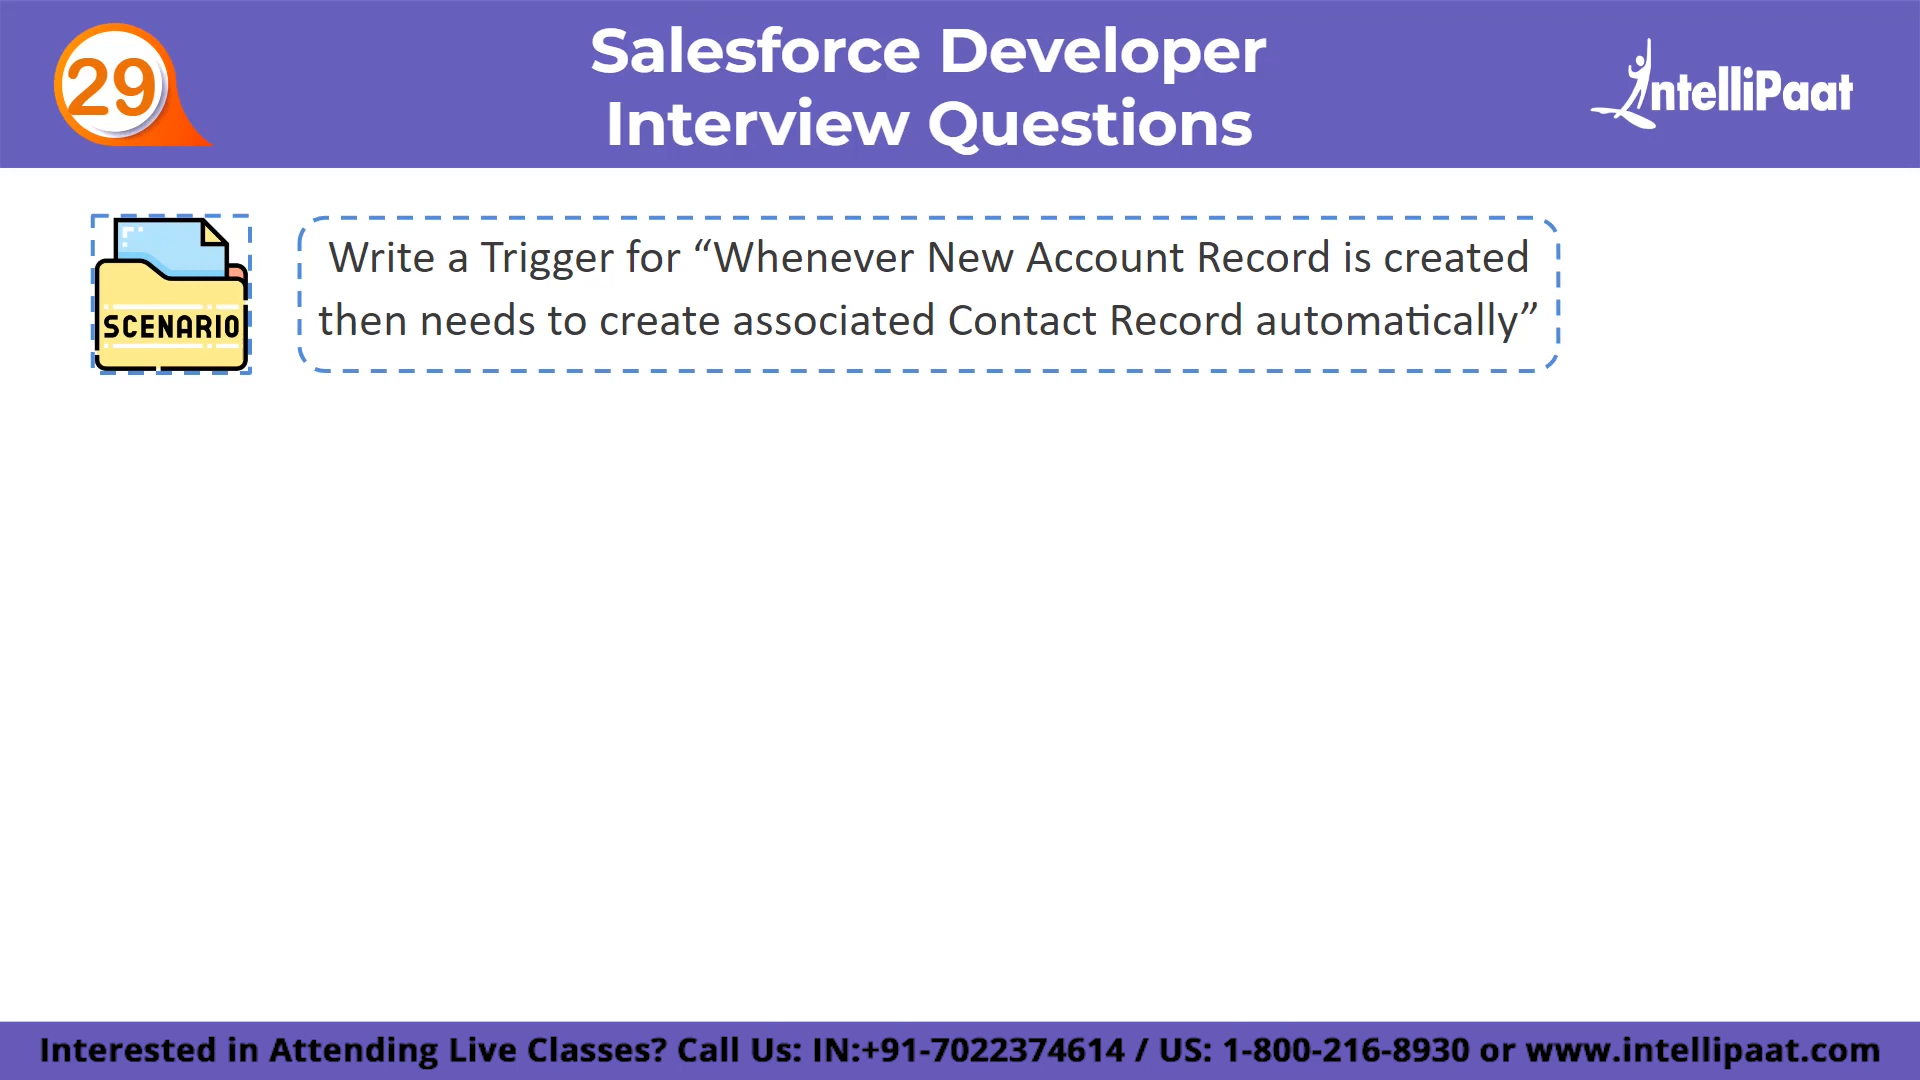 29
Salesforce Developer
Interview Questions
IntelliPaat
SCENARIO
Write a Trigger for “Whenever New Account Record is created
then needs to create associated Contact Record automatically”
Interested in Attending Live Classes? Call Us: IN:+91-7022374614 / US: 1-800-216-8930 or www.intellipaat.com